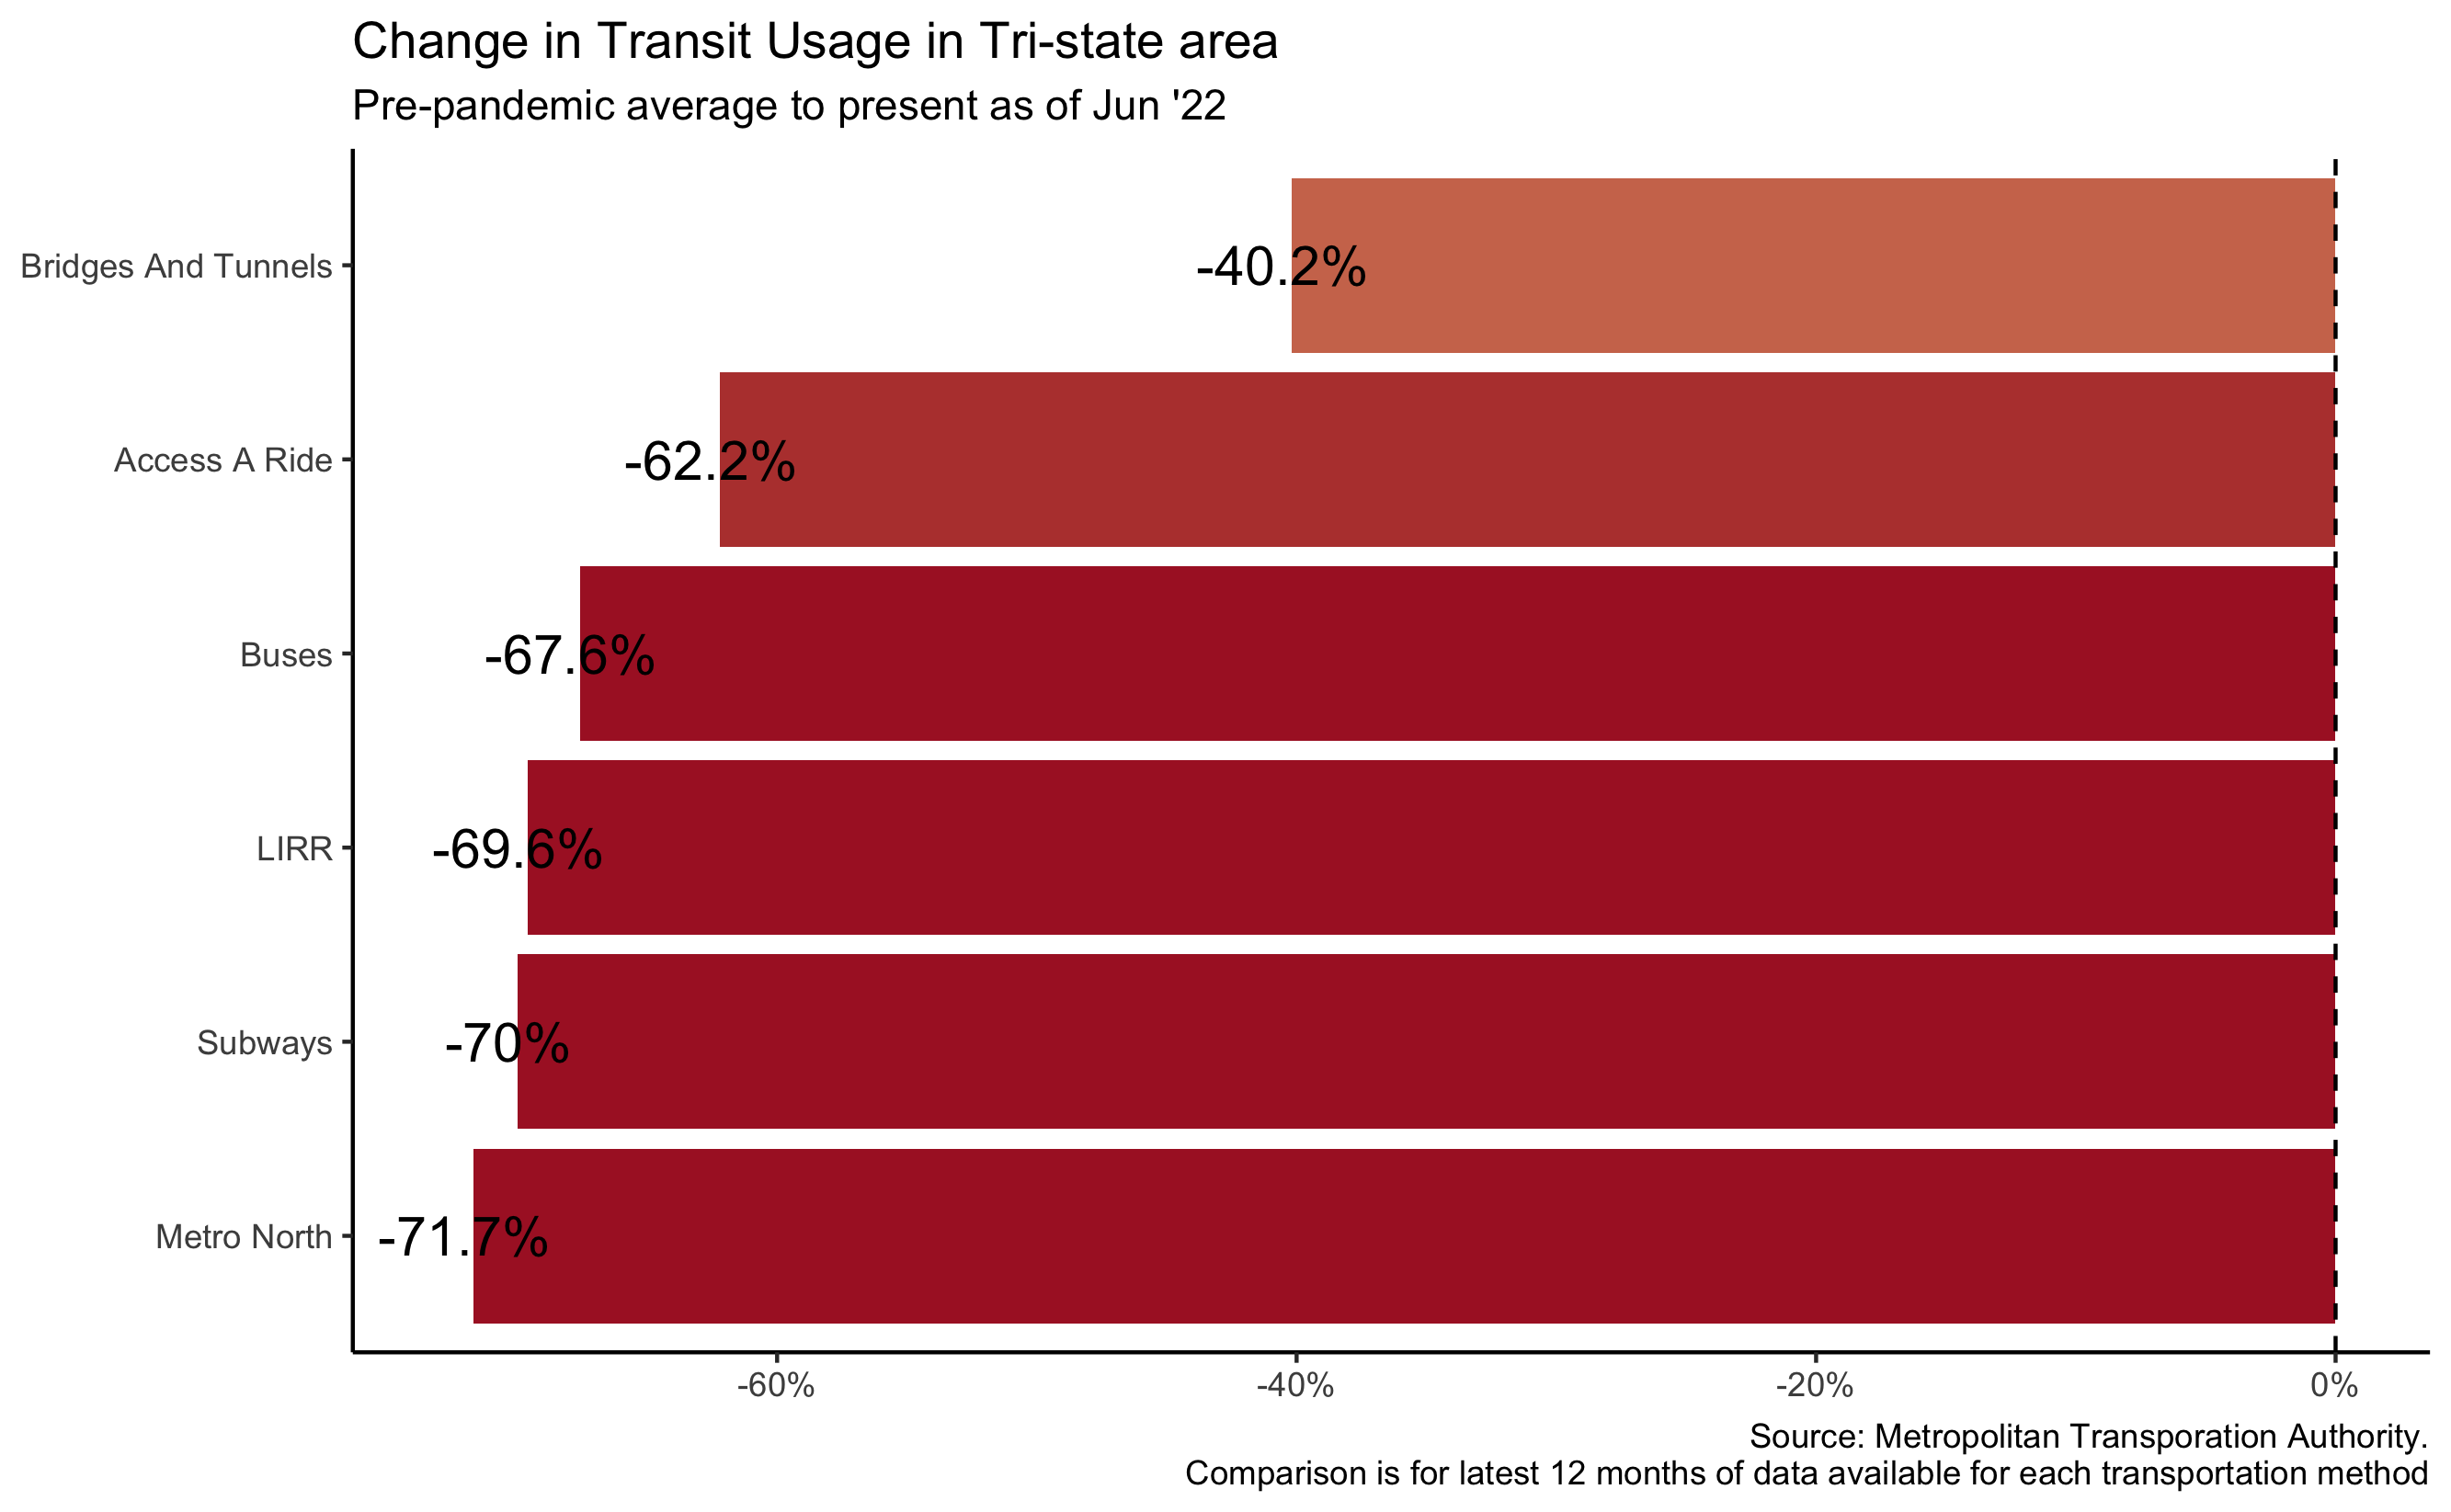 Change in Transit Usage in Tri-state area
Pre-pandemic average to present as of Jun '22
Bridges And Tunnels
-40.2%
Access A Ride
-62.2%
Buses
-67.6%
LIRR
-69.6%
Subways
-70%
Metro North
-71.7%
-60%
-40%
-20%
0%
Source: Metropolitan Transporation Authority.
Comparison is for latest 12 months of data available for each transportation method